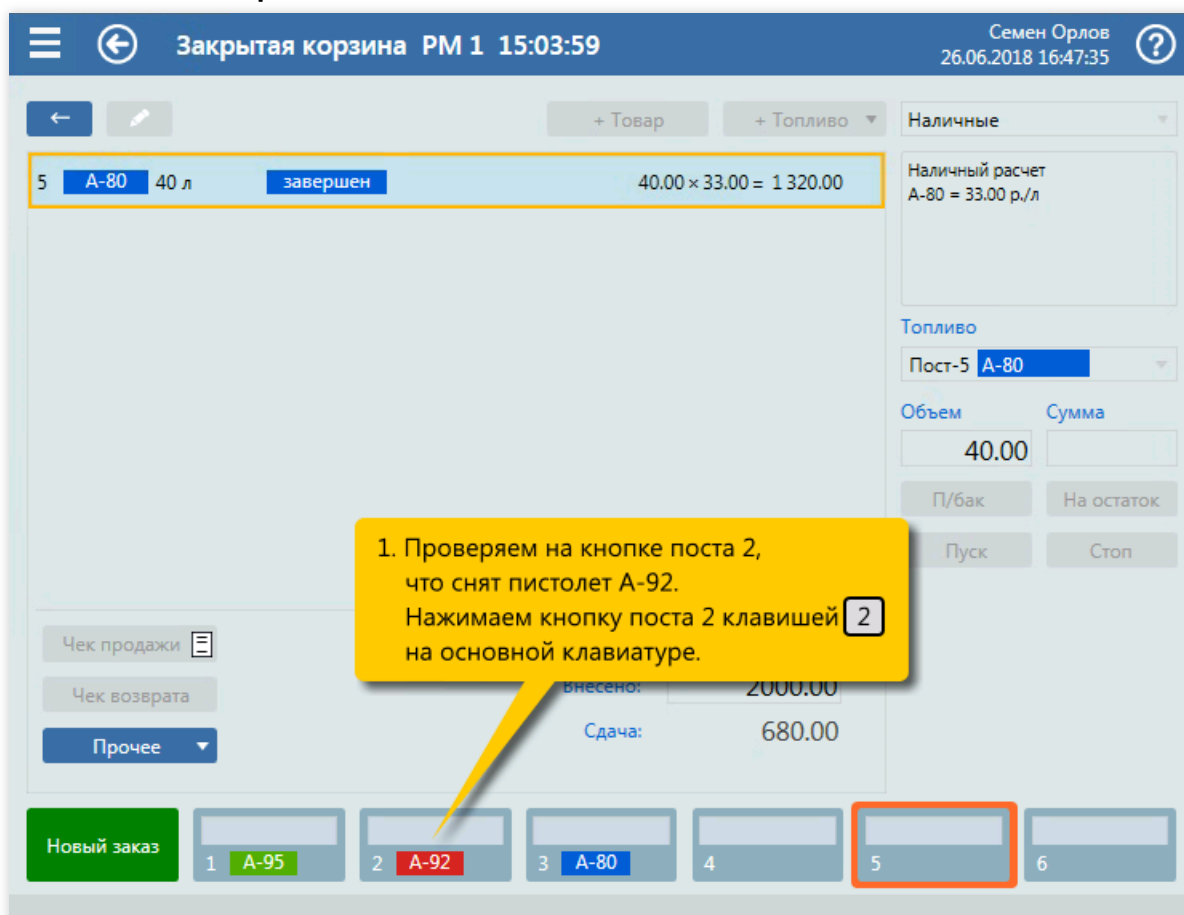 Закрытая корзина РМ 1 15:03:59
Семен Орлов
26.06.2018 16:47:35
?
+ Товар
+ Топливо
Наличные
5 А-80 40 л завершен 40.00 × 33.00 = 1 320.00
Наличный расчет
А-80 = 33.00 р./л
Топливо
Пост-5 А-80
Объем Сумма
40.00
П/бак На остаток
Пуск Стоп
1. Проверяем на кнопке поста 2,
что снят пистолет А-92.
Нажимаем кнопку поста 2 клавишей 2
на основной клавиатуре.
Чек продажи
Чек возврата
Прочее
Внесено: 2000.00
Сдача: 680.00
Новый заказ
1 А-95
2 А-92
3 А-80
4
5
6